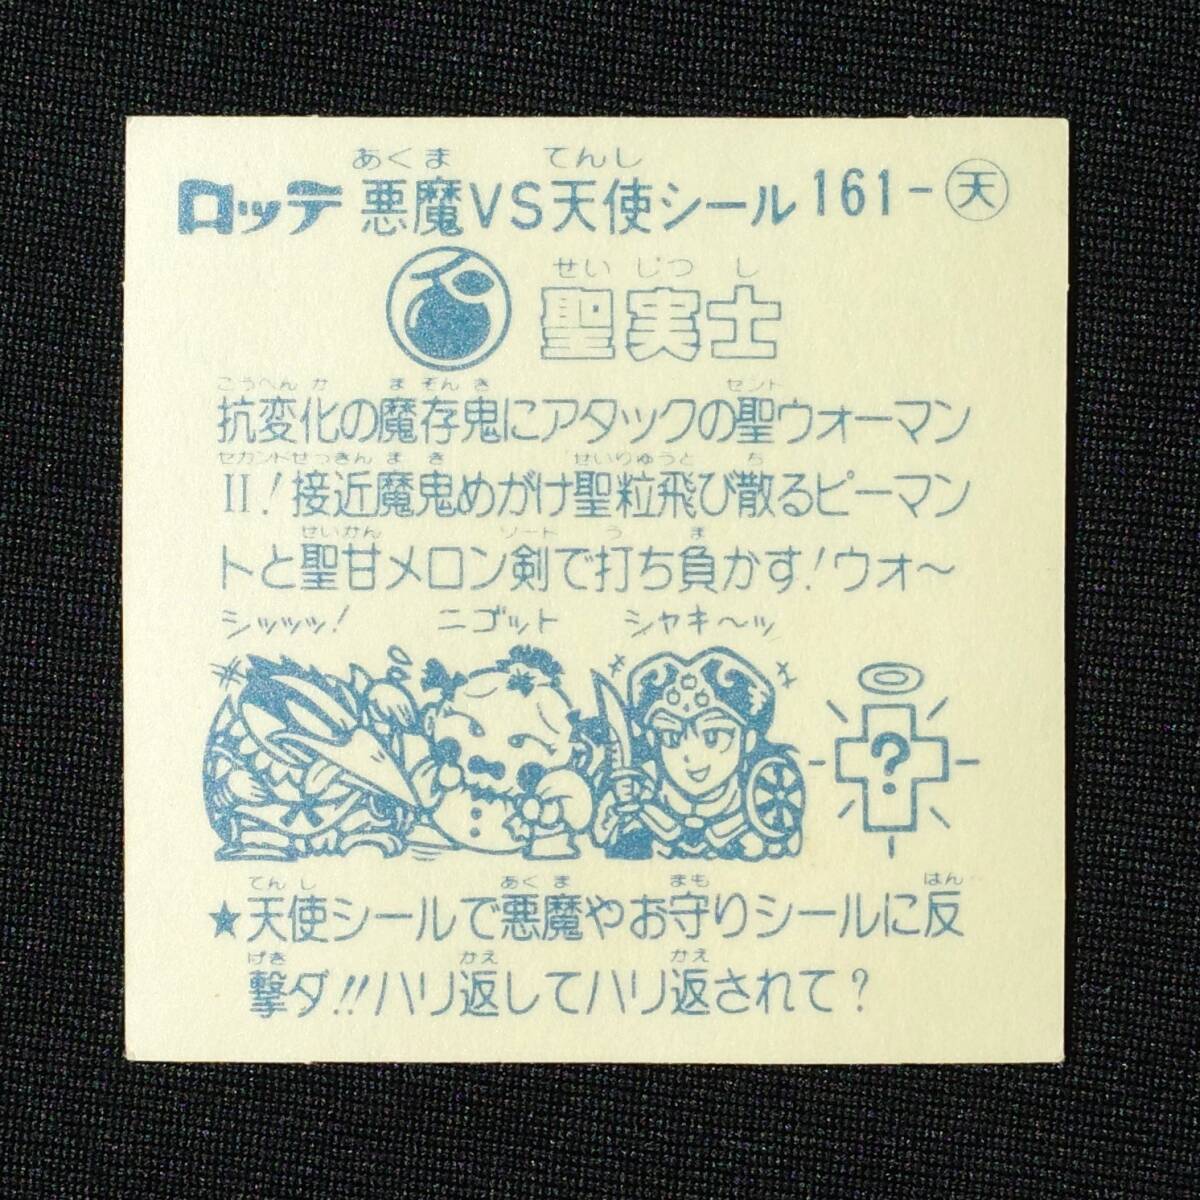 あくま てんし
ロッテ 悪魔VS天使シール 161-天
せいじつし
聖実士
こうへんか まぞんき セント
抗変化の魔存鬼にアタックの聖ウォーマン
セカンド せっきんまき せいりゅうと ち
II!接近魔鬼めがけ聖粒飛び散るピーマン
せいかん ソード う ま
トと聖甘メロン剣で打ち負かす!ウォ〜
シッッッ! ニゴット シャキ〜ッ
?
てんし あくま まも はん
★天使シールで悪魔やお守りシールに反
げき かえ かえ
撃ダ!!ハリ返してハリ返されて?